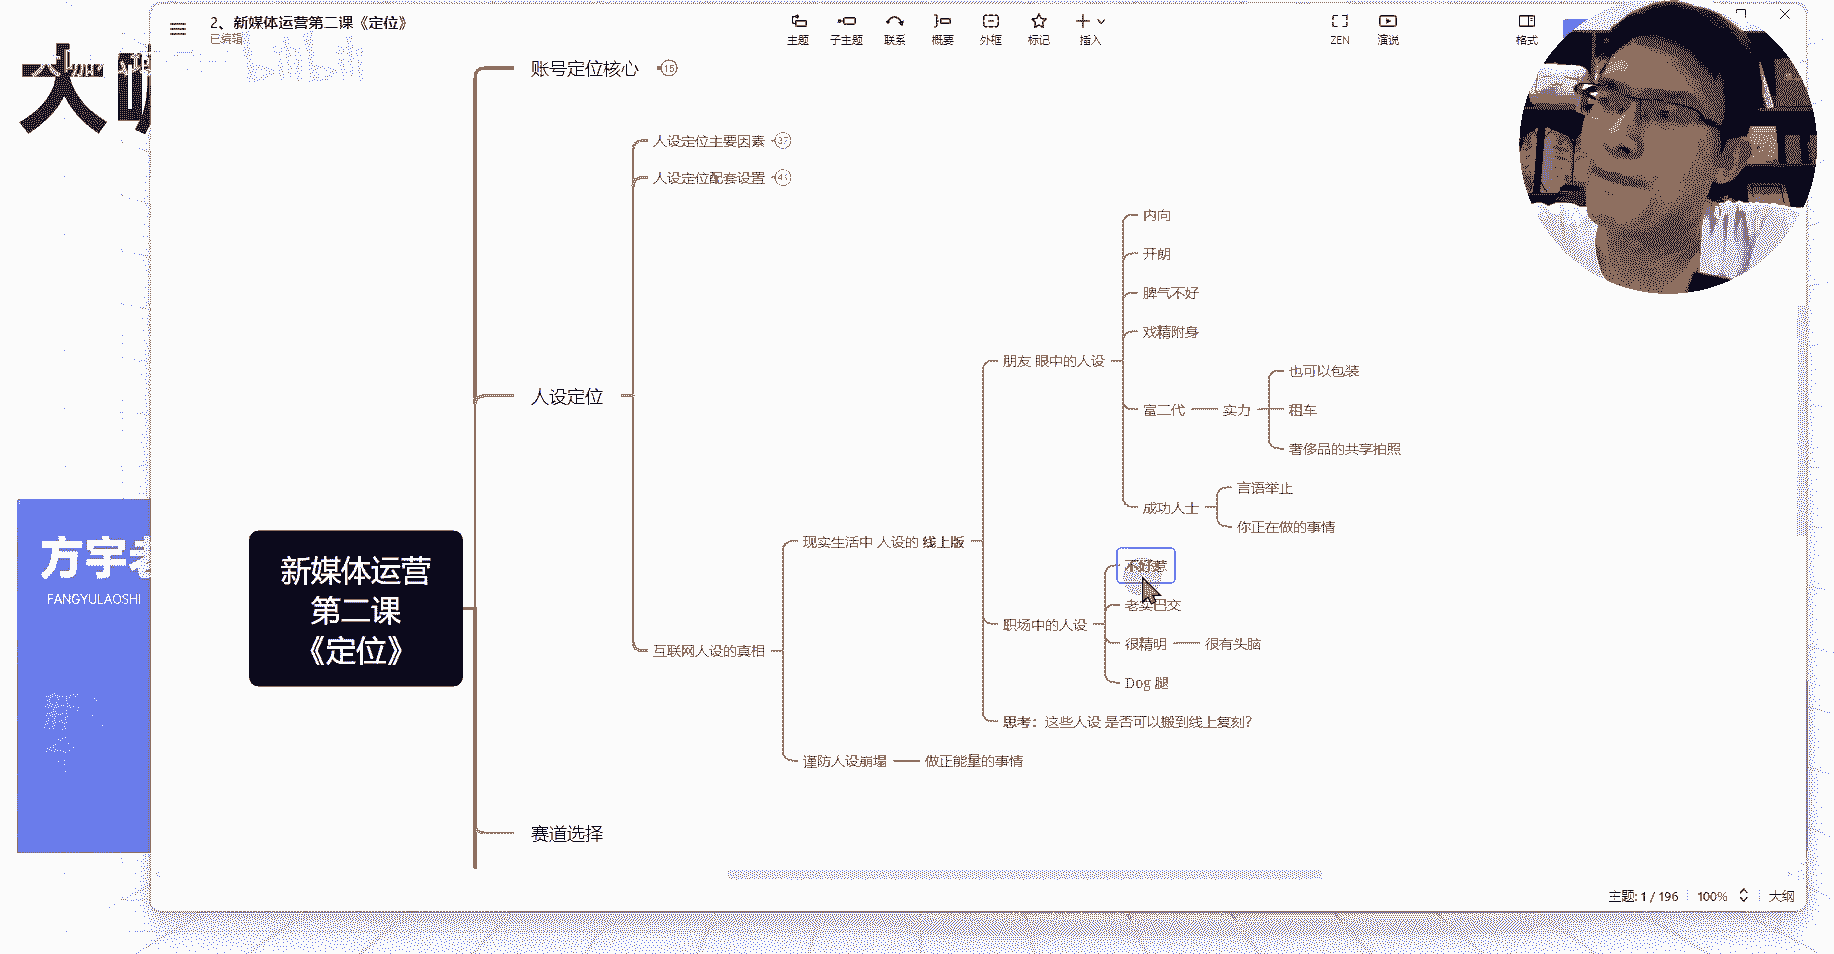 2、新媒体运营第二课《定位》
已编辑
主题
子主题
联系
概要
外框
标记
插入
ZEN
演说
格式
bilibili
大咖
方宇老
FANGYULAOSHI
新媒体运营
第二课
《定位》
账号定位核心
15
人设定位
人设定位主要因素
37
人设定位配套设置
43
互联网人设的真相
现实生活中 人设的 线上版
朋友 眼中的人设
内向
开朗
脾气不好
戏精附身
富二代
实力
也可以包装
租车
奢侈品的共享拍照
成功人士
言语举止
你正在做的事情
职场中的人设
不好惹
老实巴交
很精明
很有头脑
Dog 腿
思考：这些人设 是否可以搬到线上复刻？
谨防人设崩塌
做正能量的事情
赛道选择
主题: 1 / 196
100%
大纲